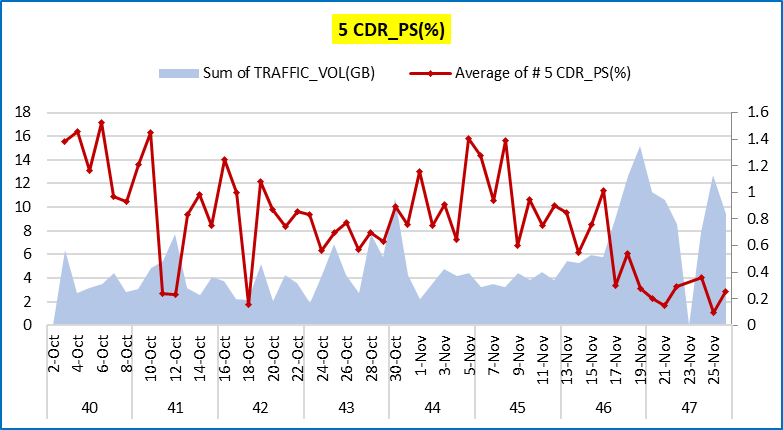 5 CDR_PS(%)
Sum of TRAFFIC_VOL(GB) Average of # 5 CDR_PS(%)
18 1.6
16 1.4
14 1.2
12 1
10 0.8
8 0.6
6 0.4
4 0.2
2 0
0
2-Oct 4-Oct 6-Oct 8-Oct 10-Oct 12-Oct 14-Oct 16-Oct 18-Oct 20-Oct 22-Oct 24-Oct 26-Oct 28-Oct 30-Oct 1-Nov 3-Nov 5-Nov 7-Nov 9-Nov 11-Nov 13-Nov 15-Nov 17-Nov 19-Nov 21-Nov 23-Nov 25-Nov
40 41 42 43 44 45 46 47